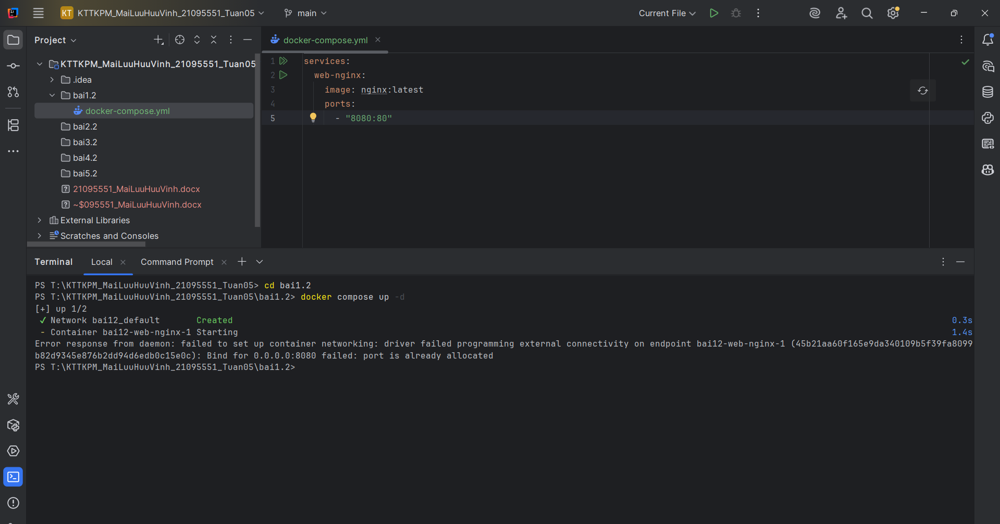 KT KTTKPM_MaiLuuHuuVinh_21095551_Tuan05 main Current File
Project
KTTKPM_MaiLuuHuuVinh_21095551_Tuan05
.idea
bai1.2
docker-compose.yml
bai2.2
bai3.2
bai4.2
bai5.2
21095551_MaiLuuHuuVinh.docx
~$095551_MaiLuuHuuVinh.docx
External Libraries
Scratches and Consoles
docker-compose.yml
1 services:
2 web-nginx:
3 image: nginx:latest
4 ports:
5 - "8080:80"
Terminal Local Command Prompt
PS T:\KTTKPM_MaiLuuHuuVinh_21095551_Tuan05> cd bai1.2
PS T:\KTTKPM_MaiLuuHuuVinh_21095551_Tuan05\bai1.2> docker compose up -d
[+] up 1/2
✓ Network bai12_default Created 0.3s
- Container bai12-web-nginx-1 Starting 1.4s
Error response from daemon: failed to set up container networking: driver failed programming external connectivity on endpoint bai12-web-nginx-1 (45b21aa60f165e9da340109b5f39fa8099
b82d9345e876b2dd94d6edb0c15e0c): Bind for 0.0.0.0:8080 failed: port is already allocated
PS T:\KTTKPM_MaiLuuHuuVinh_21095551_Tuan05\bai1.2>